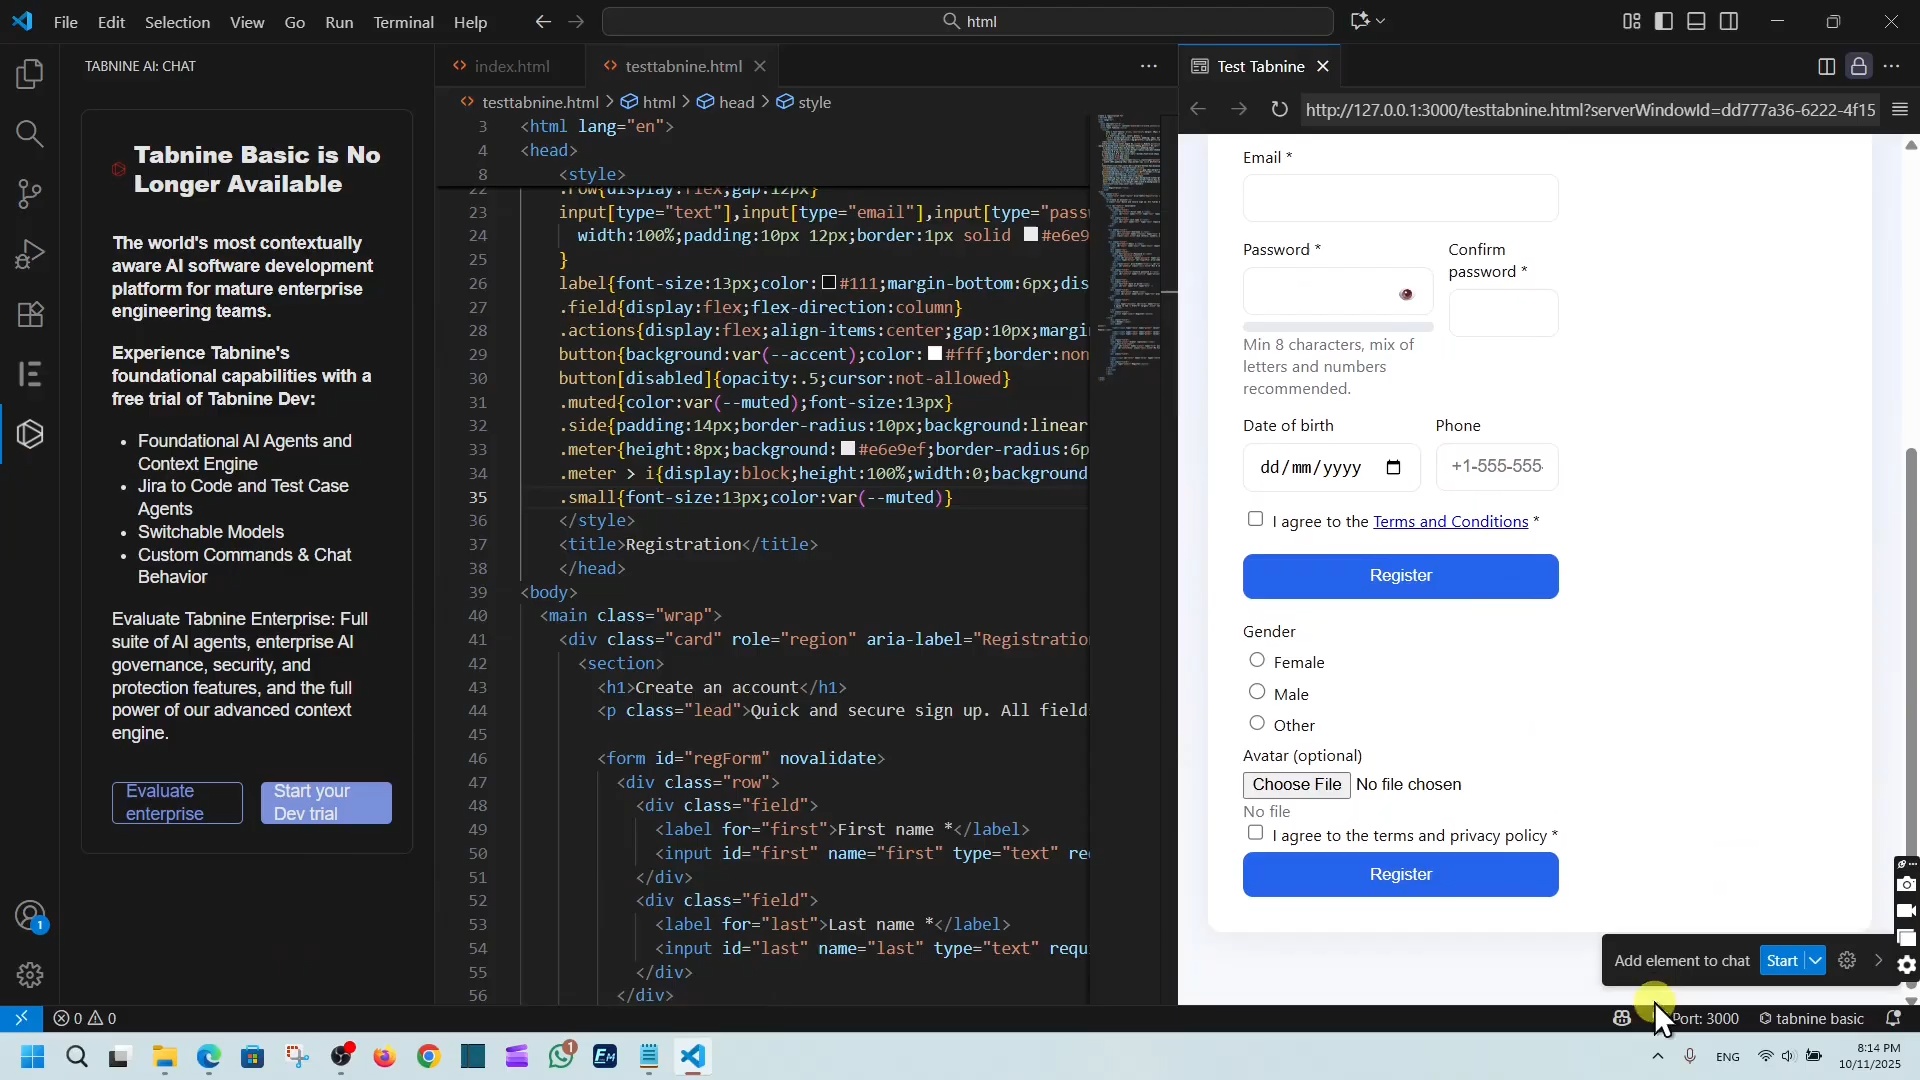 File Edit Selection View Go Run Terminal Help
html
TABNINE AI: CHAT
Tabnine Basic is No
Longer Available
The world's most contextually
aware AI software development
platform for mature enterprise
engineering teams.
Experience Tabnine's
foundational capabilities with a
free trial of Tabnine Dev:
Foundational AI Agents and
Context Engine
Jira to Code and Test Case
Agents
Switchable Models
Custom Commands & Chat
Behavior
Evaluate Tabnine Enterprise: Full
suite of AI agents, enterprise AI
governance, security, and
protection features, and the full
power of our advanced context
engine.
Evaluate
enterprise
Start your
Dev trial
1
index.html
testtabnine.html
testtabnine.html > html > head > style
3 <html lang="en">
4 <head>
8 <style>
22 .row{display:flex;gap:12px}
23 input[type="text"],input[type="email"],input[type="passw
24 width:100%;padding:10px 12px;border:1px solid #e6e9
25 }
26 label{font-size:13px;color:#111;margin-bottom:6px;dis
27 .field{display:flex;flex-direction:column}
28 .actions{display:flex;align-items:center;gap:10px;margin
29 button{background:var(--accent);color:#fff;border:non
30 button[disabled]{opacity:.5;cursor:not-allowed}
31 .muted{color:var(--muted);font-size:13px}
32 .side{padding:14px;border-radius:10px;background:linear
33 .meter{height:8px;background:#e6e9ef;border-radius:6p
34 .meter > i{display:block;height:100%;width:0;background
35 .small{font-size:13px;color:var(--muted)}
36 </style>
37 <title>Registration</title>
38 </head>
39 <body>
40 <main class="wrap">
41 <div class="card" role="region" aria-label="Registratio
42 <section>
43 <h1>Create an account</h1>
44 <p class="lead">Quick and secure sign up. All field
45
46 <form id="regForm" novalidate>
47 <div class="row">
48 <div class="field">
49 <label for="first">First name *</label>
50 <input id="first" name="first" type="text" re
51 </div>
52 <div class="field">
53 <label for="last">Last name *</label>
54 <input id="last" name="last" type="text" requ
55 </div>
56 </div>
Test Tabnine
http://127.0.0.1:3000/testtabnine.html?serverWindowId=dd777a36-6222-4f15
Email *
Password *
Confirm
password *
Min 8 characters, mix of
letters and numbers
recommended.
Date of birth
Phone
dd/mm/yyyy
+1-555-555-
I agree to the Terms and Conditions *
Register
Gender
Female
Male
Other
Avatar (optional)
Choose File No file chosen
No file
I agree to the terms and privacy policy *
Register
Add element to chat Start
0 0
Port: 3000 tabnine basic
1
ENG
8:14 PM
10/11/2025